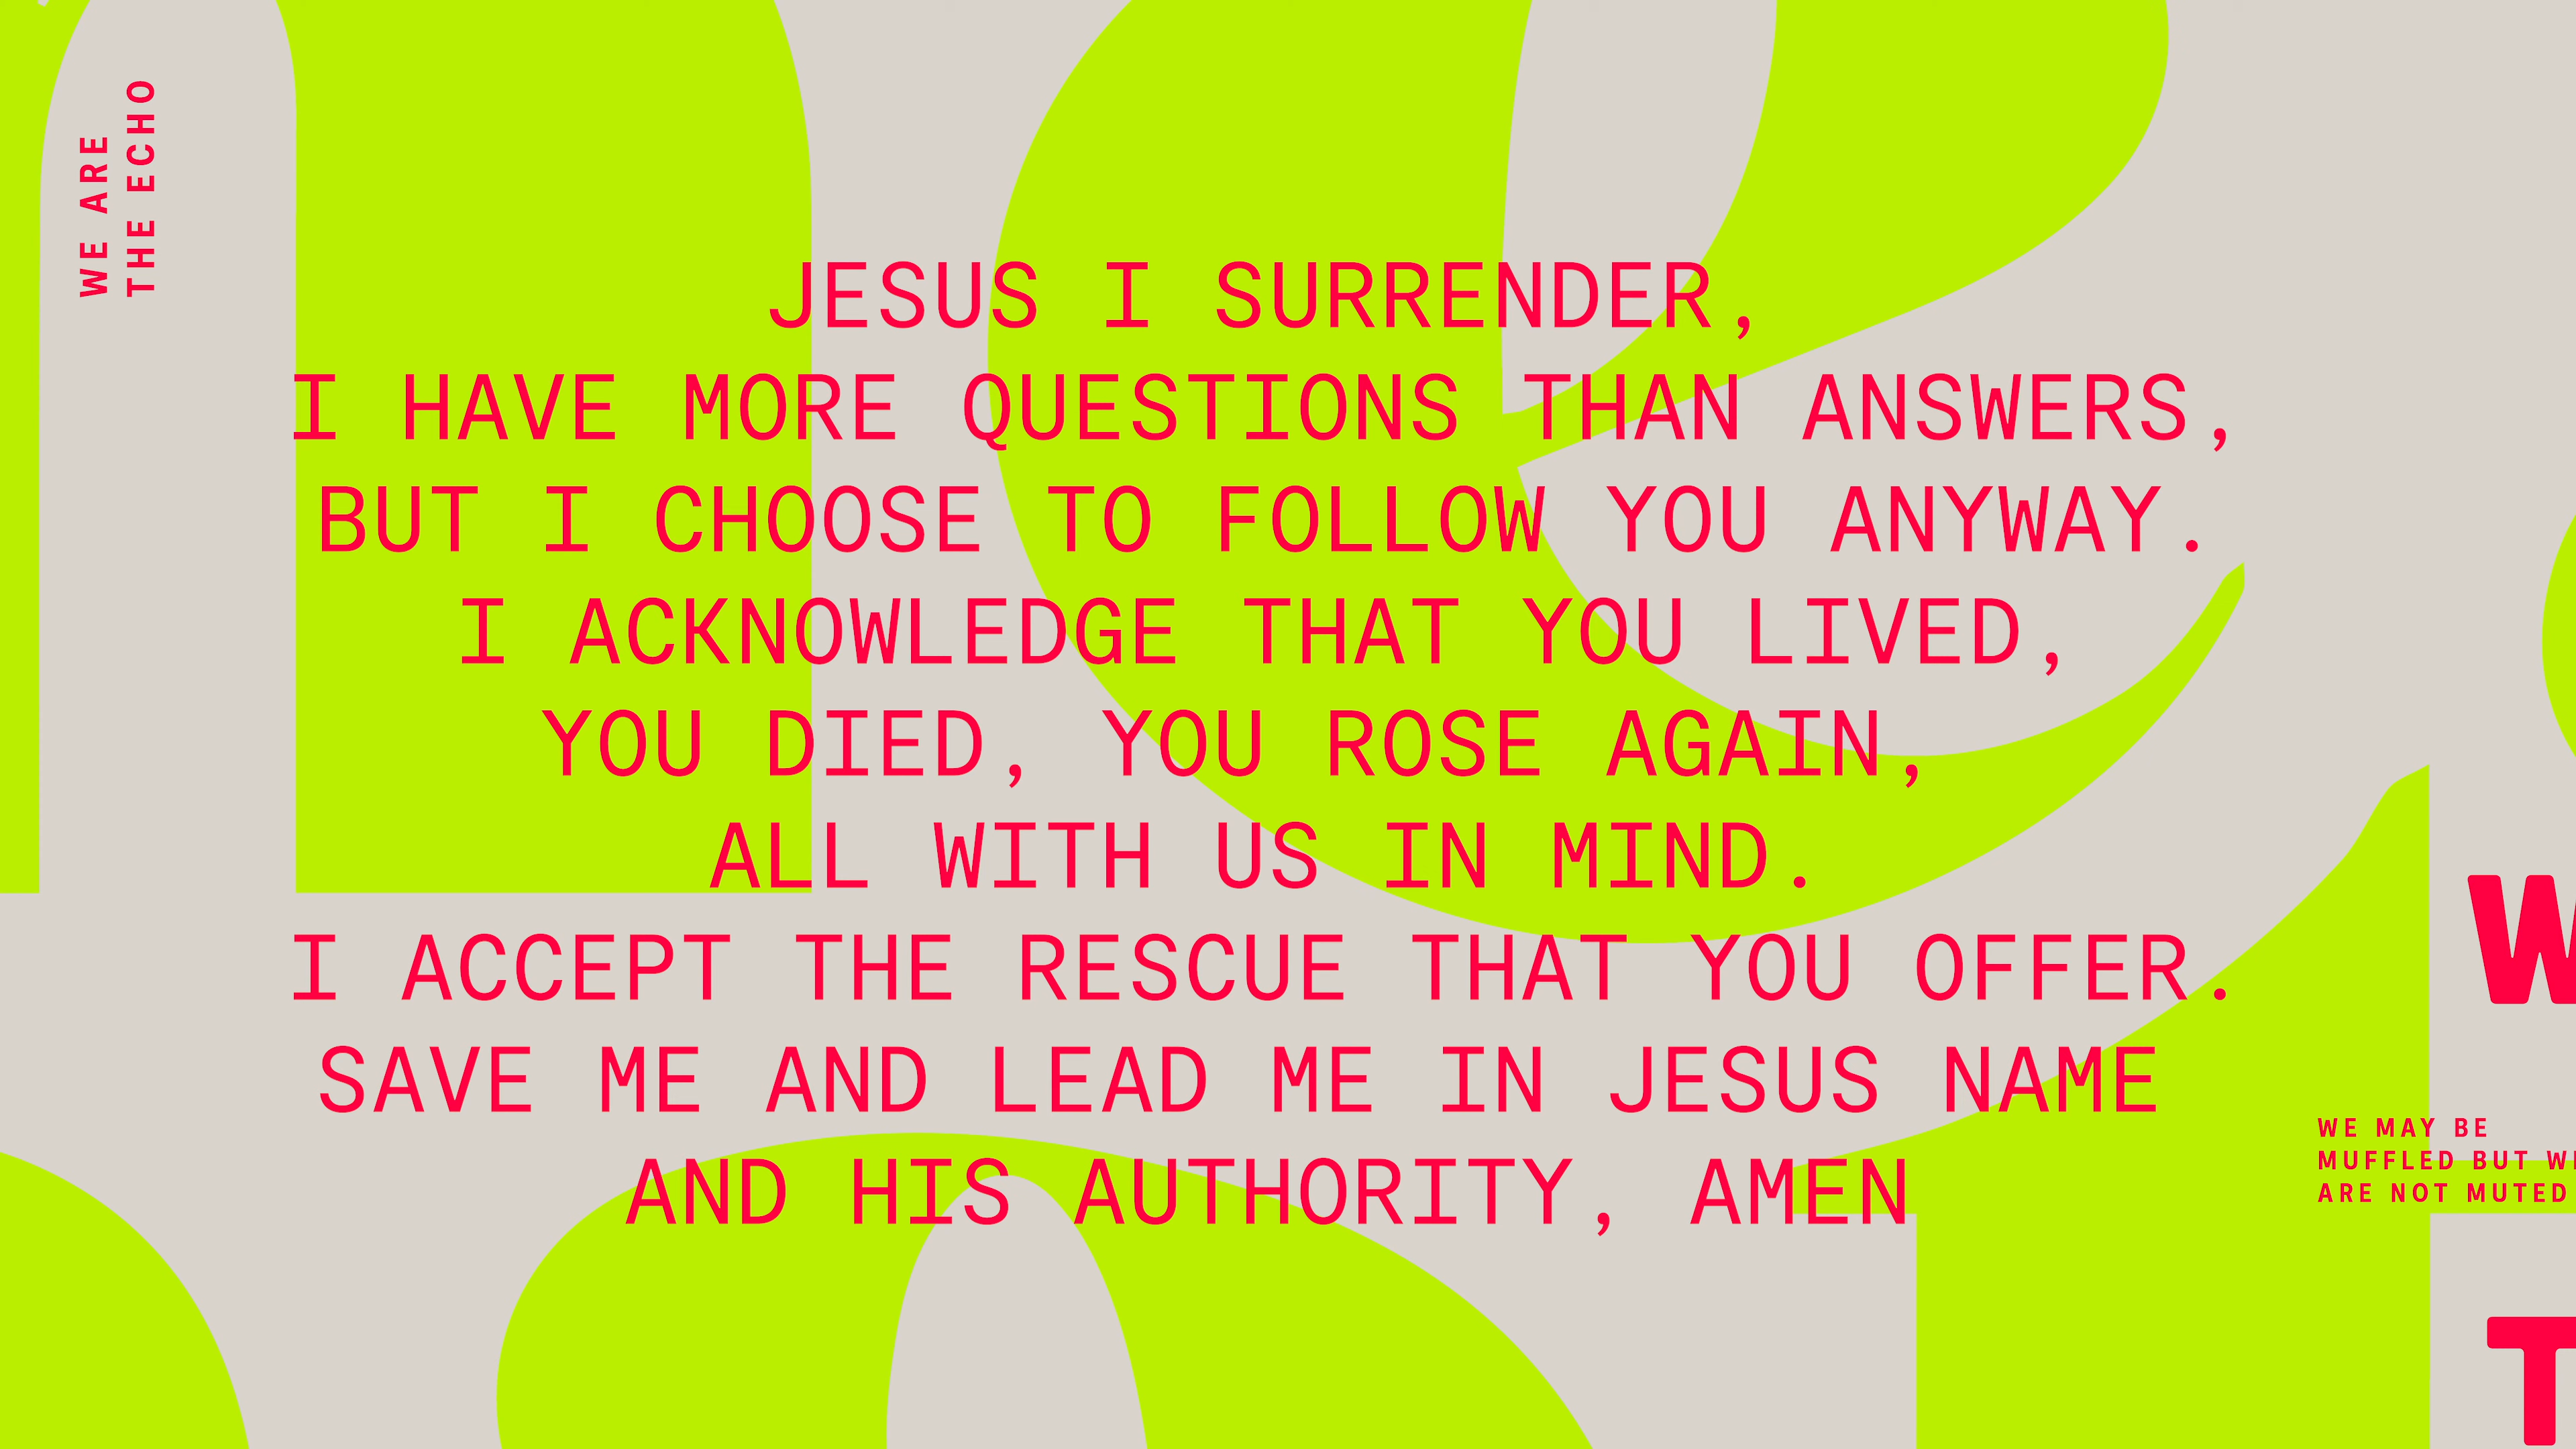 WE ARE
THE ECHO
JESUS I SURRENDER,
I HAVE MORE QUESTIONS THAN ANSWERS,
BUT I CHOOSE TO FOLLOW YOU ANYWAY.
I ACKNOWLEDGE THAT YOU LIVED,
YOU DIED, YOU ROSE AGAIN,
ALL WITH US IN MIND.
I ACCEPT THE RESCUE THAT YOU OFFER.
SAVE ME AND LEAD ME IN JESUS NAME
AND HIS AUTHORITY, AMEN
W
WE MAY BE
MUFFLED BUT WE
ARE NOT MUTED
T